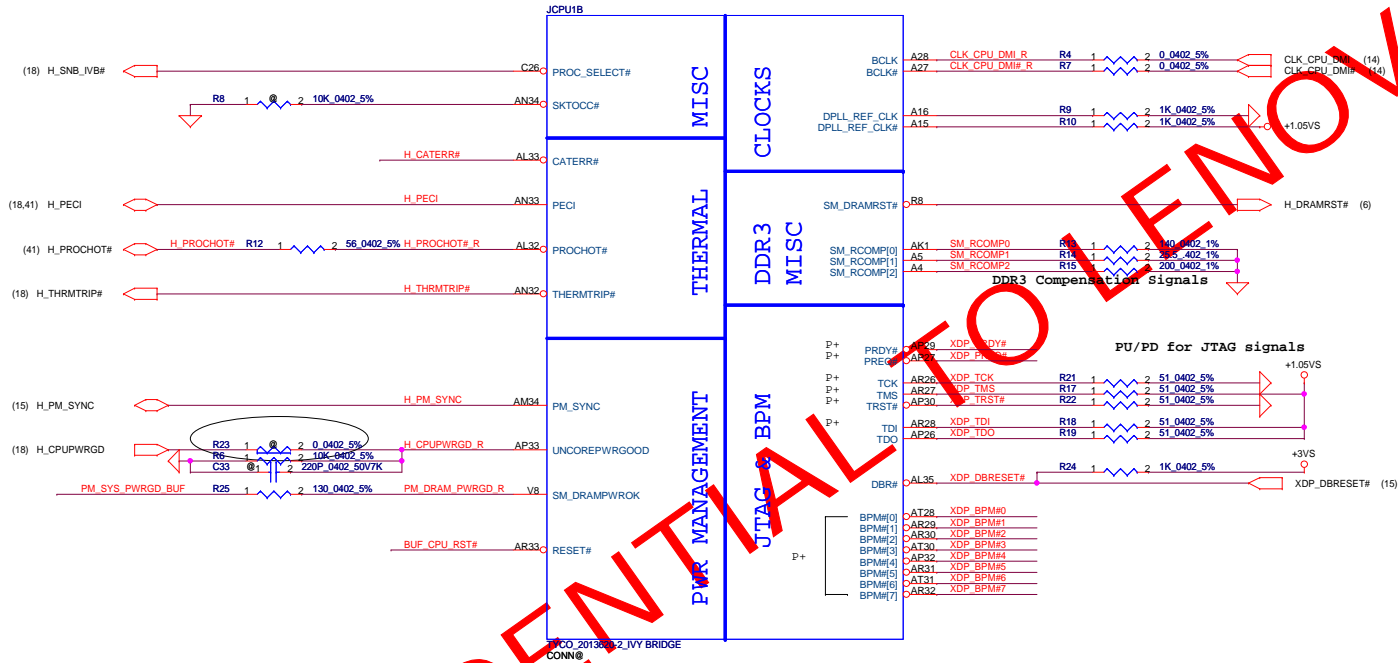 JCPU1B
(18) H_SNB_IVB# C26 PROC_SELECT#
R8 1 @ 2 10K_0402_5% AN34 SKTOCC#
MISC
H_CATERR# AL33 CATERR#
(18,41) H_PECI H_PECI AN33 PECI
(41) H_PROCHOT# H_PROCHOT# R12 1 2 56_0402_5% H_PROCHOT#_R AL32 PROCHOT#
(18) H_THRMTRIP# H_THRMTRIP# AN32 THERMTRIP#
THERMAL
(15) H_PM_SYNC H_PM_SYNC AM34 PM_SYNC
(18) H_CPUPWRGD R23 1 @ 2 0_0402_5% H_CPUPWRGD_R AP33 UNCOREPWRGOOD
R6 1 2 10K_0402_5%
C33 @ 1 2 220P_0402_50V7K
PM_SYS_PWRGD_BUF R25 1 2 130_0402_5% PM_DRAM_PWRGD_R V8 SM_DRAMPWROK
BUF_CPU_RST# AR33 RESET#
PWR MANAGEMENT
CLOCKS
BCLK A28 CLK_CPU_DMI_R R4 1 2 0_0402_5% CLK_CPU_DMI (14)
BCLK# A27 CLK_CPU_DMI#_R R7 1 2 0_0402_5% CLK_CPU_DMI# (14)
DPLL_REF_CLK A16 R9 1 2 1K_0402_5%
DPLL_REF_CLK# A15 R10 1 2 1K_0402_5% +1.05VS
DDR3
MISC
SM_DRAMRST# R8 H_DRAMRST# (6)
SM_RCOMP[0] AK1 SM_RCOMP0 R13 1 2 140_0402_1%
SM_RCOMP[1] A5 SM_RCOMP1 R14 1 2
SM_RCOMP[2] A4 SM_RCOMP2 R15 1 2 200_0402_1%
DDR3 Compensation Signals
JTAG & BPM
PU/PD for JTAG signals
+1.05VS
P+ PRDY# AP29 XDP_PRDY#
P+ PREQ# AP27 XDP_PREQ#
P+ TCK AR26 XDP_TCK R21 1 2 51_0402_5%
P+ TMS AR27 XDP_TMS R17 1 2 51_0402_5%
P+ TRST# AP30 XDP_TRST# R22 1 2 51_0402_5%
P+ TDI AR28 XDP_TDI R18 1 2 51_0402_5%
TDO AP26 XDP_TDO R19 1 2 51_0402_5%
+3VS
R24 1 2 1K_0402_5%
DBR# AL35 XDP_DBRESET# XDP_DBRESET# (15)
P+
BPM#[0] AT28 XDP_BPM#0
BPM#[1] AR29 XDP_BPM#1
BPM#[2] AR30 XDP_BPM#2
BPM#[3] AT30 XDP_BPM#3
BPM#[4] AP32 XDP_BPM#4
BPM#[5] AR31 XDP_BPM#5
BPM#[6] AT31 XDP_BPM#6
BPM#[7] AR32 XDP_BPM#7
TYCO_2013620-2_IVY BRIDGE
CONN@
ENTIAL TO LENOV